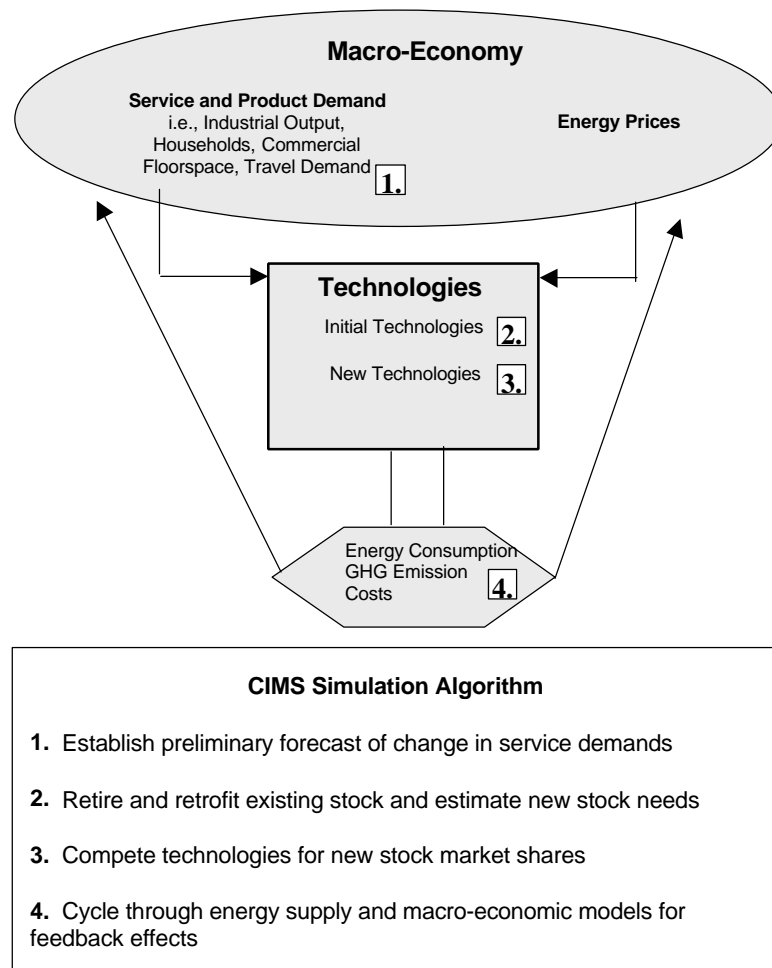 Macro-Economy
Service and Product Demand
i.e., Industrial Output,
Households, Commercial
Floorspace, Travel Demand
1.
Energy Prices
Technologies
Initial Technologies 2.
New Technologies 3.
Energy Consumption
GHG Emission
Costs
4.
CIMS Simulation Algorithm
1. Establish preliminary forecast of change in service demands
2. Retire and retrofit existing stock and estimate new stock needs
3. Compete technologies for new stock market shares
4. Cycle through energy supply and macro-economic models for
feedback effects